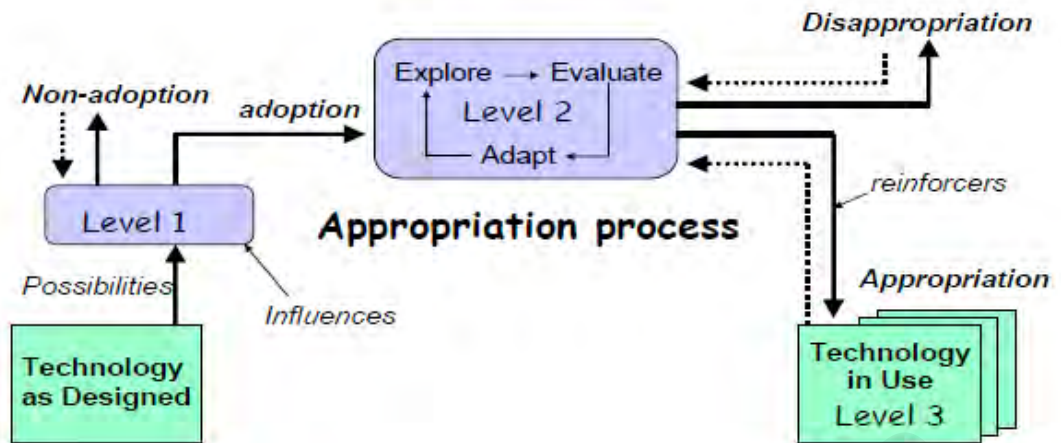 Disappropriation
Explore Evaluate
Level 2
Adapt
Non-adoption
adoption
Level 1
reinforcers
Appropriation process
Possibilities
Influences
Appropriation
Technology
as Designed
Technology
in Use
Level 3